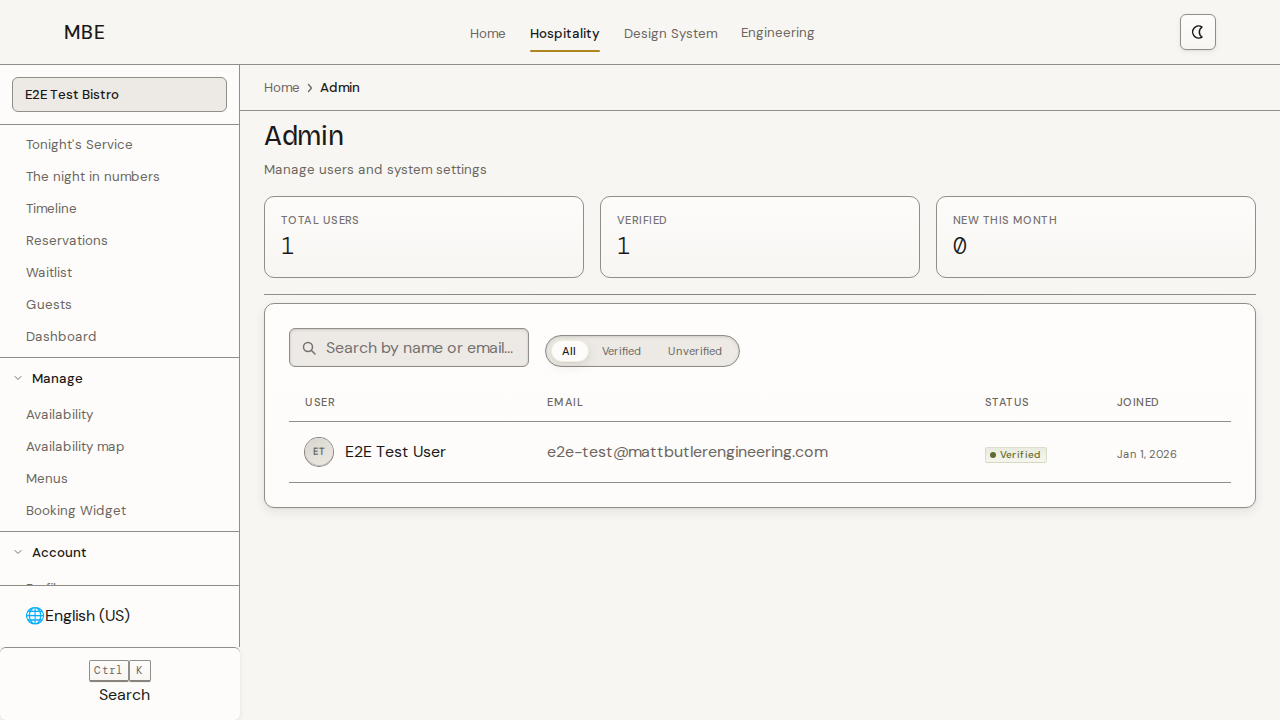 MBE
Home
Hospitality
Design System
Engineering
E2E Test Bistro
Tonight's Service
The night in numbers
Timeline
Reservations
Waitlist
Guests
Dashboard
Manage
Availability
Availability map
Menus
Booking Widget
Account
English (US)
Ctrl K
Search
Home > Admin
Admin
Manage users and system settings
TOTAL USERS
1
VERIFIED
1
NEW THIS MONTH
0
Search by name or email...
All
Verified
Unverified
USER EMAIL STATUS JOINED
ET E2E Test User e2e-test@mattbutlerengineering.com Verified Jan 1, 2026